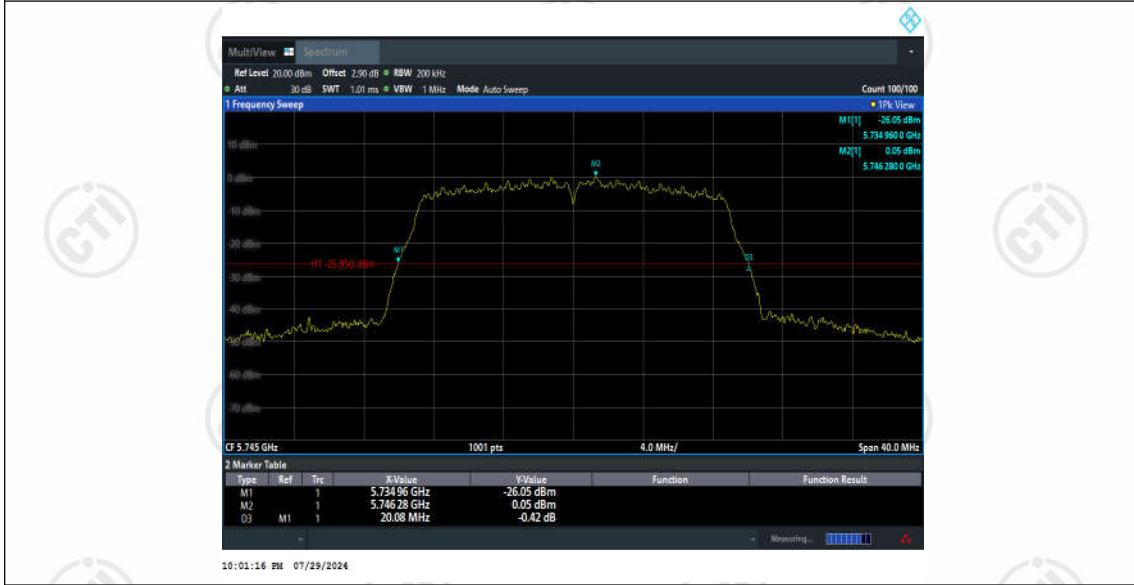 MultiView Spectrum
Ref Level 20.00 dBm Offset 2.90 dB RBW 200 kHz
Att 30 dB SWT 1.01 ms VBW 1 MHz Mode Auto Sweep Count 100/100
1 Frequency Sweep 1Pk View
M1[1] -26.05 dBm
5.734 960 0 GHz
10 dBm
M2[1] 0.05 dBm
5.746 280 0 GHz
M2
0 dBm
-10 dBm
-20 dBm
M1
D3
H1 -25.950 dBm
-30 dBm
-40 dBm
-50 dBm
-60 dBm
-70 dBm
CF 5.745 GHz 1001 pts 4.0 MHz/ Span 40.0 MHz
2 Marker Table
Type Ref Trc X-Value Y-Value Function Function Result
M1 1 5.734 96 GHz -26.05 dBm
M2 1 5.746 28 GHz 0.05 dBm
D3 M1 1 20.08 MHz -0.42 dB
Measuring...
10:01:16 PM 07/29/2024
CTI
CTI